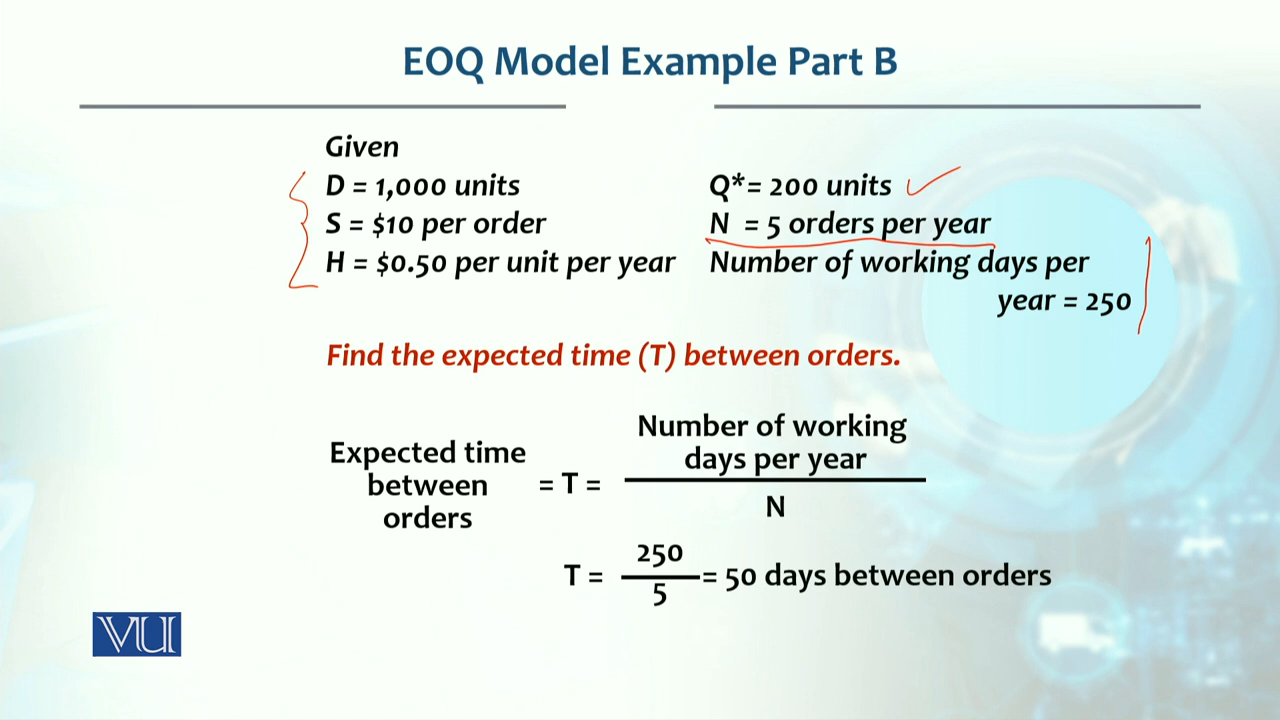 EOQ Model Example Part B
Given
D = 1,000 units
S = $10 per order
H = $0.50 per unit per year
Q*= 200 units
N = 5 orders per year
Number of working days per
year = 250
Find the expected time (T) between orders.
Expected time
between
orders
= T =
Number of working
days per year
N
T =
250
5
= 50 days between orders
VU